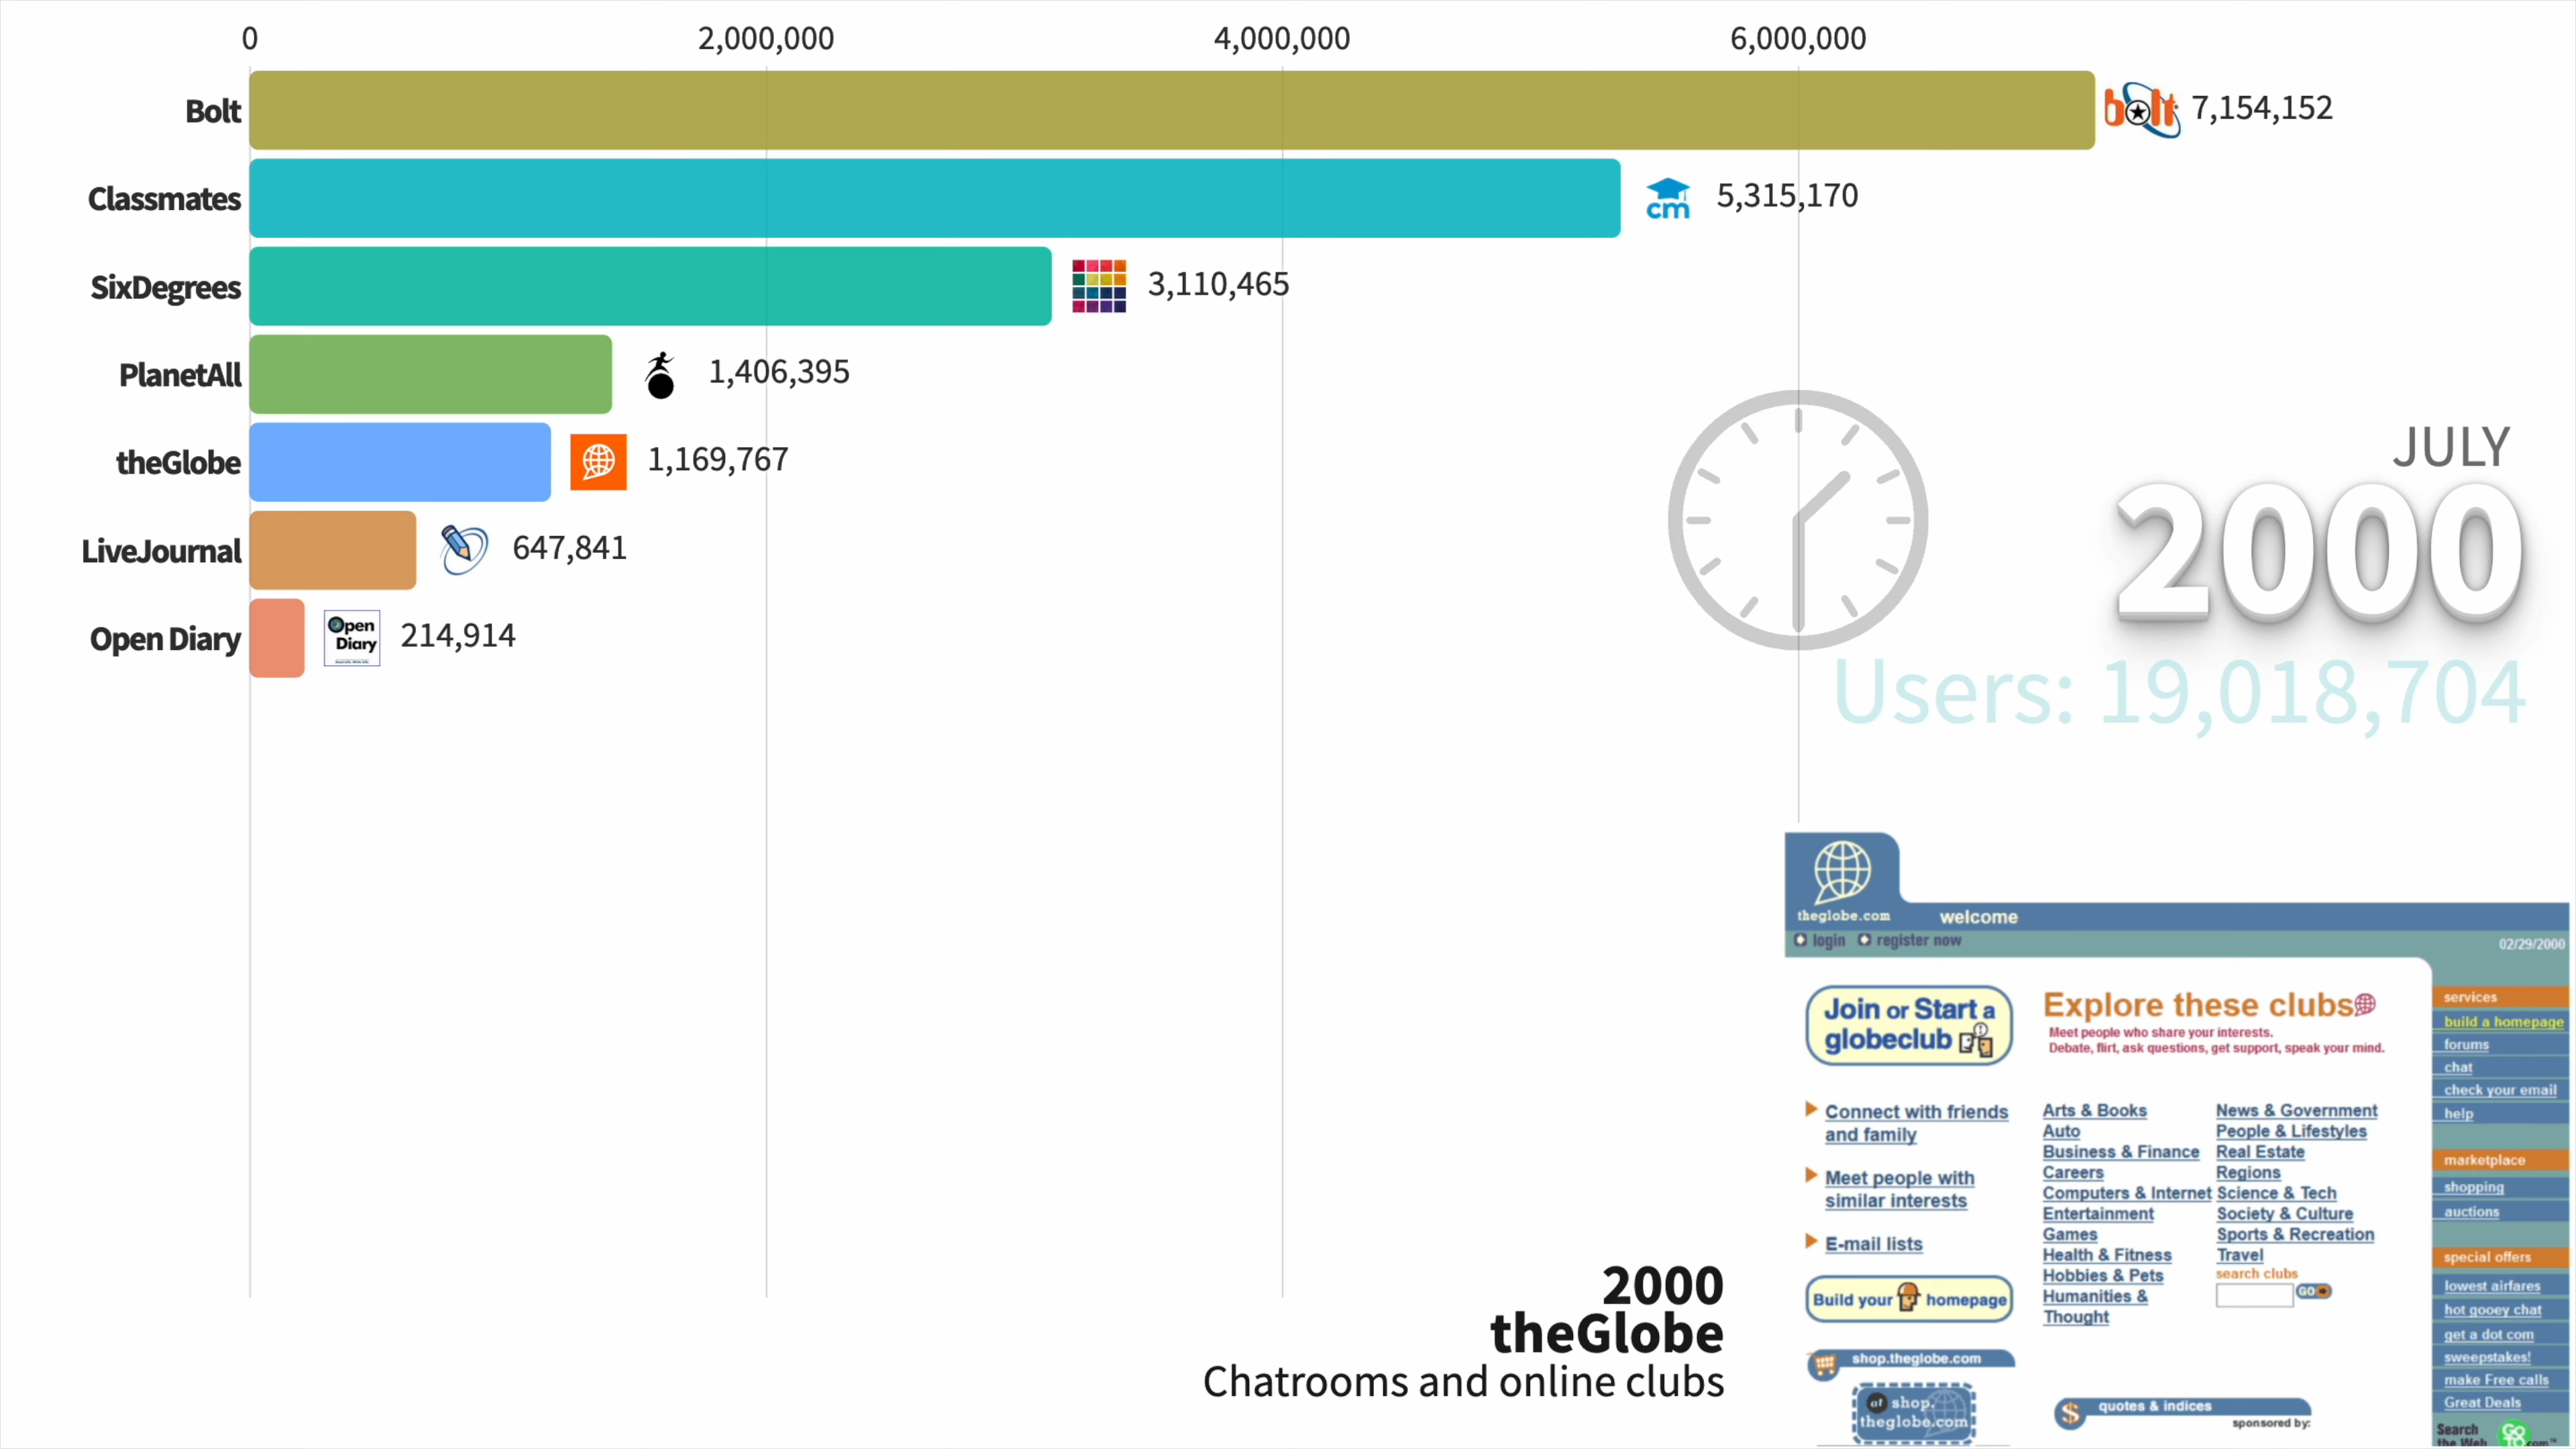 0 2,000,000 4,000,000 6,000,000
Bolt bolt 7,154,152
Classmates cm 5,315,170
SixDegrees 3,110,465
PlanetAll 1,406,395
theGlobe 1,169,767
LiveJournal 647,841
Open Diary Open Diary 214,914
JULY
2000
Users: 19,018,704
2000
theGlobe
Chatrooms and online clubs
theglobe.com welcome
login register now
02/29/2000
Join or Start a
globeclub
Connect with friends
and family
Meet people with
similar interests
E-mail lists
Build your homepage
shop.theglobe.com
at shop.
theglobe.com
Explore these clubs
Meet people who share your interests.
Debate, flirt, ask questions, get support, speak your mind.
Arts & Books
Auto
Business & Finance
Careers
Computers & Internet
Entertainment
Games
Health & Fitness
Hobbies & Pets
Humanities &
Thought
News & Government
People & Lifestyles
Real Estate
Regions
Science & Tech
Society & Culture
Sports & Recreation
Travel
search clubs
GO
$ quotes & indices
sponsored by:
services
build a homepage
forums
chat
check your email
help
marketplace
shopping
auctions
special offers
lowest airfares
hot gooey chat
get a dot com
sweepstakes!
make Free calls
Great Deals
Search
the Web
GO